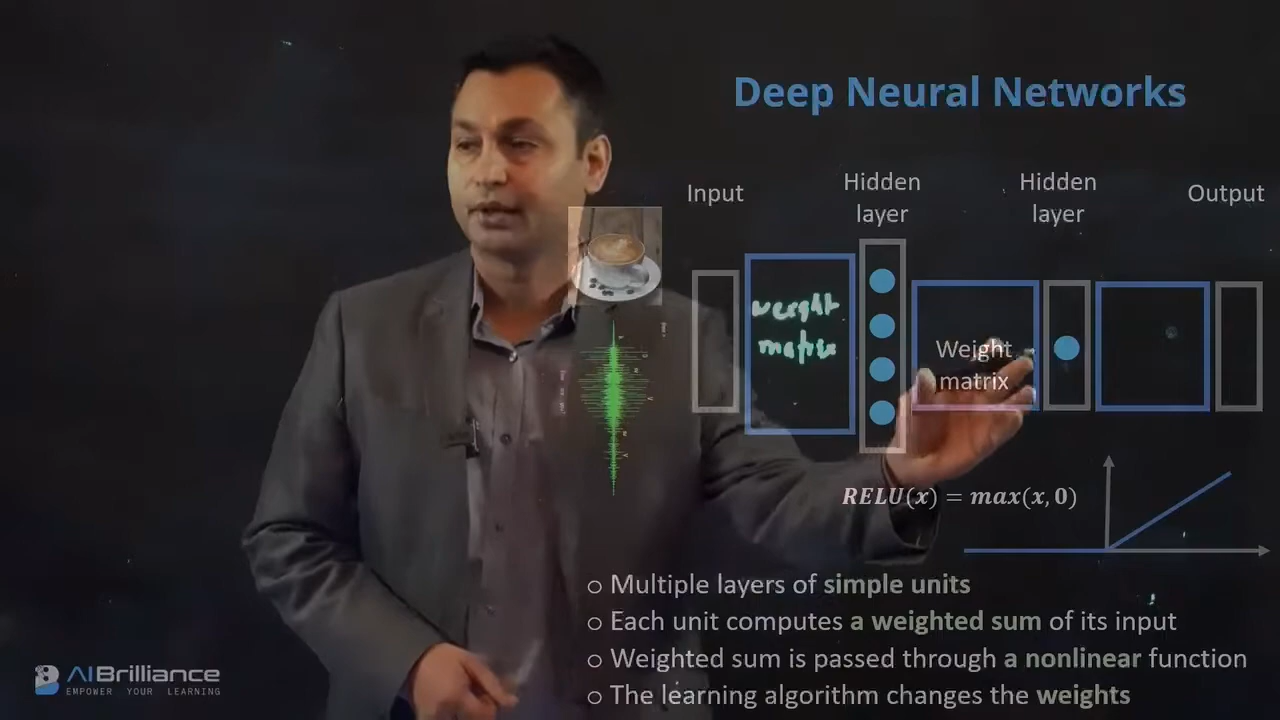 Deep Neural Networks
Input
Hidden
layer
Hidden
layer
Output
weight
matrix
Weight
matrix
RELU(x) = max(x, 0)
o Multiple layers of simple units
o Each unit computes a weighted sum of its input
o Weighted sum is passed through a nonlinear function
o The learning algorithm changes the weights
AIBrilliance
EMPOWER YOUR LEARNING